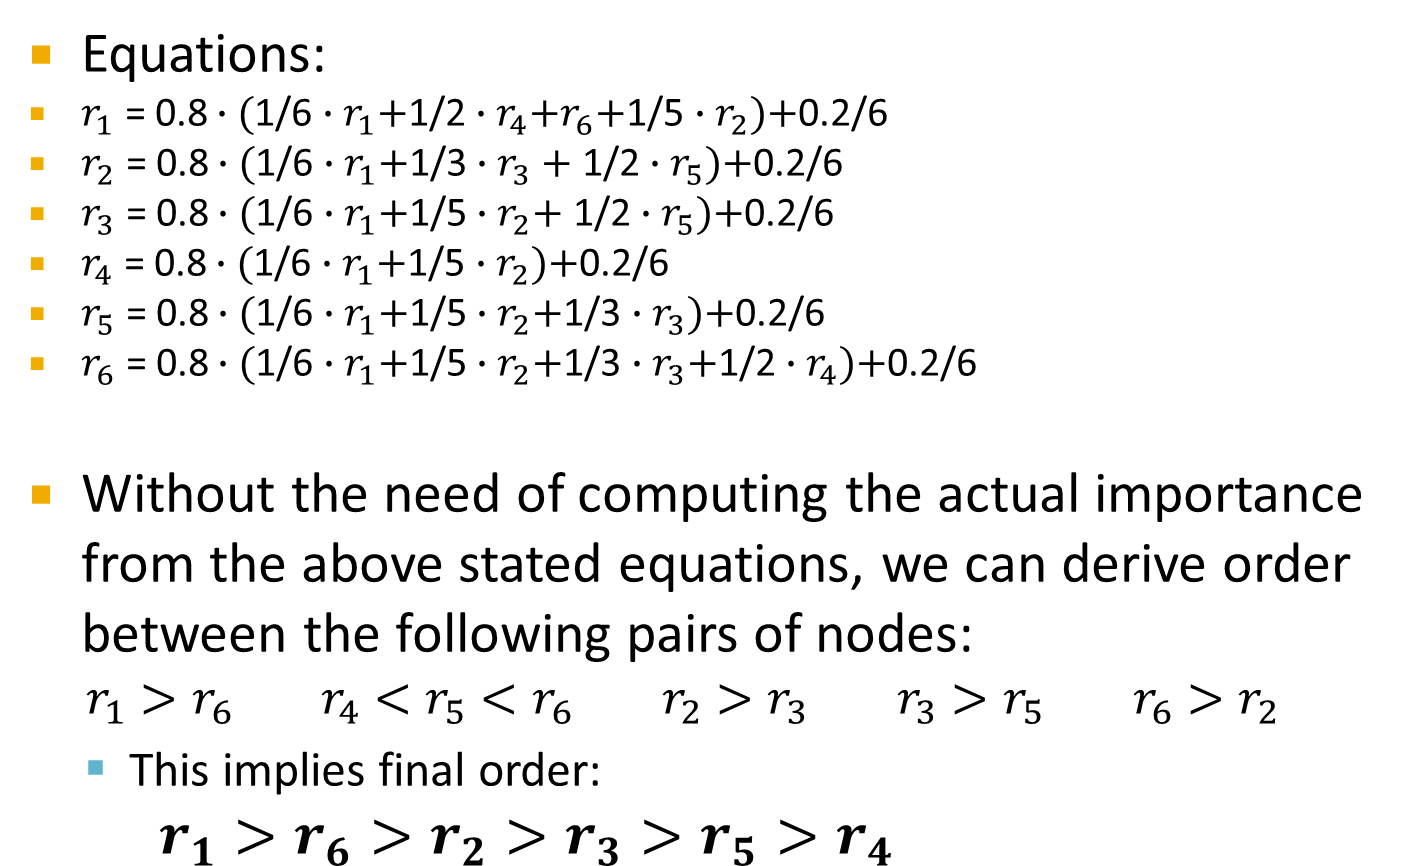 Equations:
r₁ = 0.8 · (1/6 · r₁+1/2 · r₄+r₆+1/5 · r₂)+0.2/6
r₂ = 0.8 · (1/6 · r₁+1/3 · r₃ + 1/2 · r₅)+0.2/6
r₃ = 0.8 · (1/6 · r₁+1/5 · r₂+ 1/2 · r₅)+0.2/6
r₄ = 0.8 · (1/6 · r₁+1/5 · r₂)+0.2/6
r₅ = 0.8 · (1/6 · r₁+1/5 · r₂+1/3 · r₃)+0.2/6
r₆ = 0.8 · (1/6 · r₁+1/5 · r₂+1/3 · r₃+1/2 · r₄)+0.2/6
Without the need of computing the actual importance
from the above stated equations, we can derive order
between the following pairs of nodes:
r₁ > r₆ r₄ < r₅ < r₆ r₂ > r₃ r₃ > r₅ r₆ > r₂
This implies final order:
r₁ > r₆ > r₂ > r₃ > r₅ > r₄